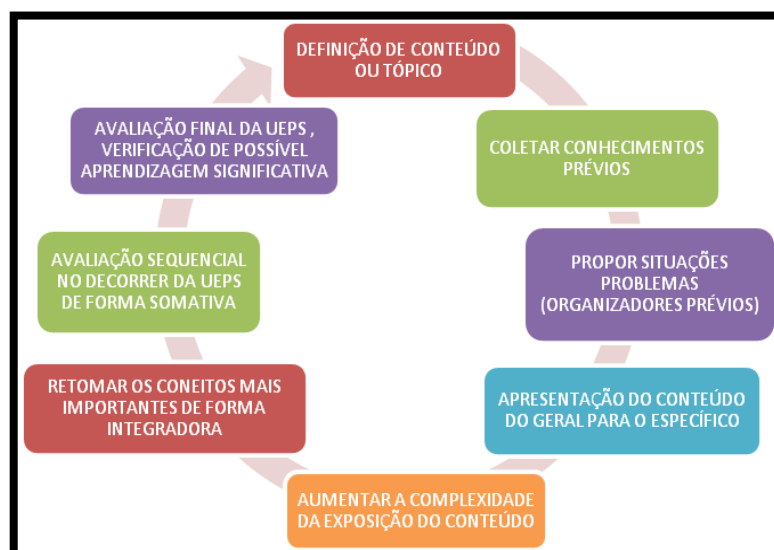 DEFINIÇÃO DE CONTEÚDO
OU TÓPICO
COLETAR CONHECIMENTOS
PRÉVIOS
PROPOR SITUAÇÕES
PROBLEMAS
(ORGANIZADORES PRÉVIOS)
APRESENTAÇÃO DO CONTEÚDO
DO GERAL PARA O ESPECÍFICO
AUMENTAR A COMPLEXIDADE
DA EXPOSIÇÃO DO CONTEÚDO
RETOMAR OS CONEITOS MAIS
IMPORTANTES DE FORMA
INTEGRADORA
AVALIAÇÃO SEQUENCIAL
NO DECORRER DA UEPS
DE FORMA SOMATIVA
AVALIAÇÃO FINAL DA UEPS ,
VERIFICAÇÃO DE POSSÍVEL
APRENDIZAGEM SIGNIFICATIVA